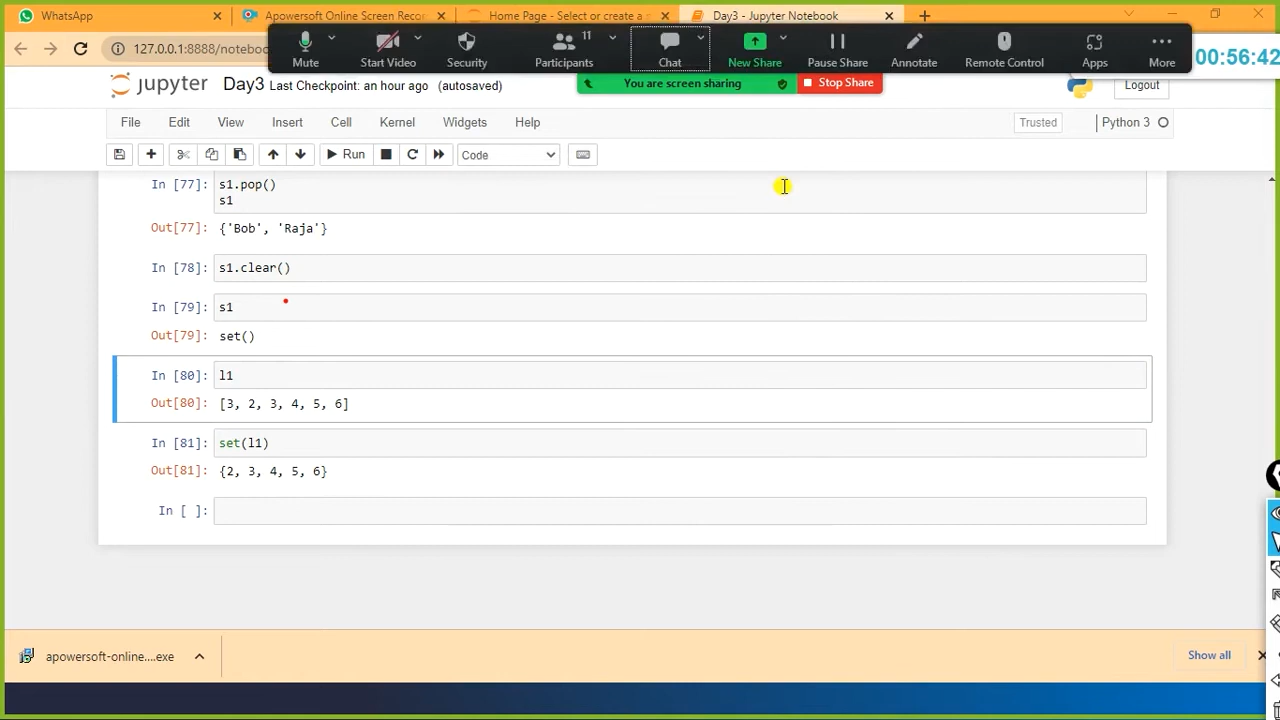 WhatsApp
Apowersoft Online Screen Recor
Home Page - Select or create a
Day3 - Jupyter Notebook
127.0.0.1:8888/notebo
Mute
Start Video
Security
Participants
11
Chat
New Share
Pause Share
Annotate
Remote Control
Apps
More
00:56:42
You are screen sharing
Stop Share
jupyter
Day3 Last Checkpoint: an hour ago (autosaved)
Logout
File Edit View Insert Cell Kernel Widgets Help
Trusted
Python 3
Run
Code
In [77]: s1.pop()
s1
Out[77]: {'Bob', 'Raja'}
In [78]: s1.clear()
In [79]: s1
Out[79]: set()
In [80]: l1
Out[80]: [3, 2, 3, 4, 5, 6]
In [81]: set(l1)
Out[81]: {2, 3, 4, 5, 6}
In [ ]:
apowersoft-online....exe
Show all